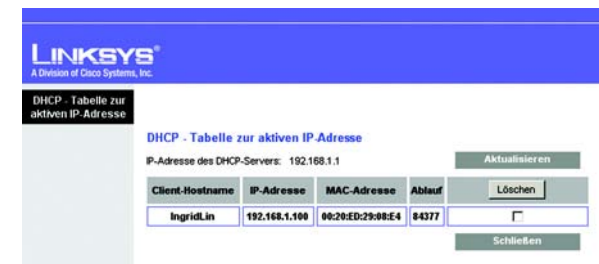 LINKSYS®
A Division of Cisco Systems, Inc.
DHCP - Tabelle zur
aktiven IP-Adresse
DHCP - Tabelle zur aktiven IP-Adresse
IP-Adresse des DHCP-Servers: 192.168.1.1
Aktualisieren
Client-Hostname IP-Adresse MAC-Adresse Ablauf Löschen
IngridLin 192.168.1.100 00:20:ED:29:08:E4 84377
Schließen